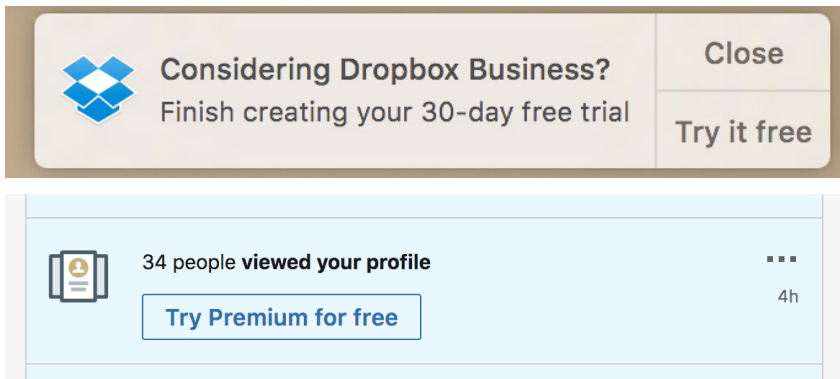 Considering Dropbox Business?
Finish creating your 30-day free trial
Close
Try it free
34 people viewed your profile
Try Premium for free
4h